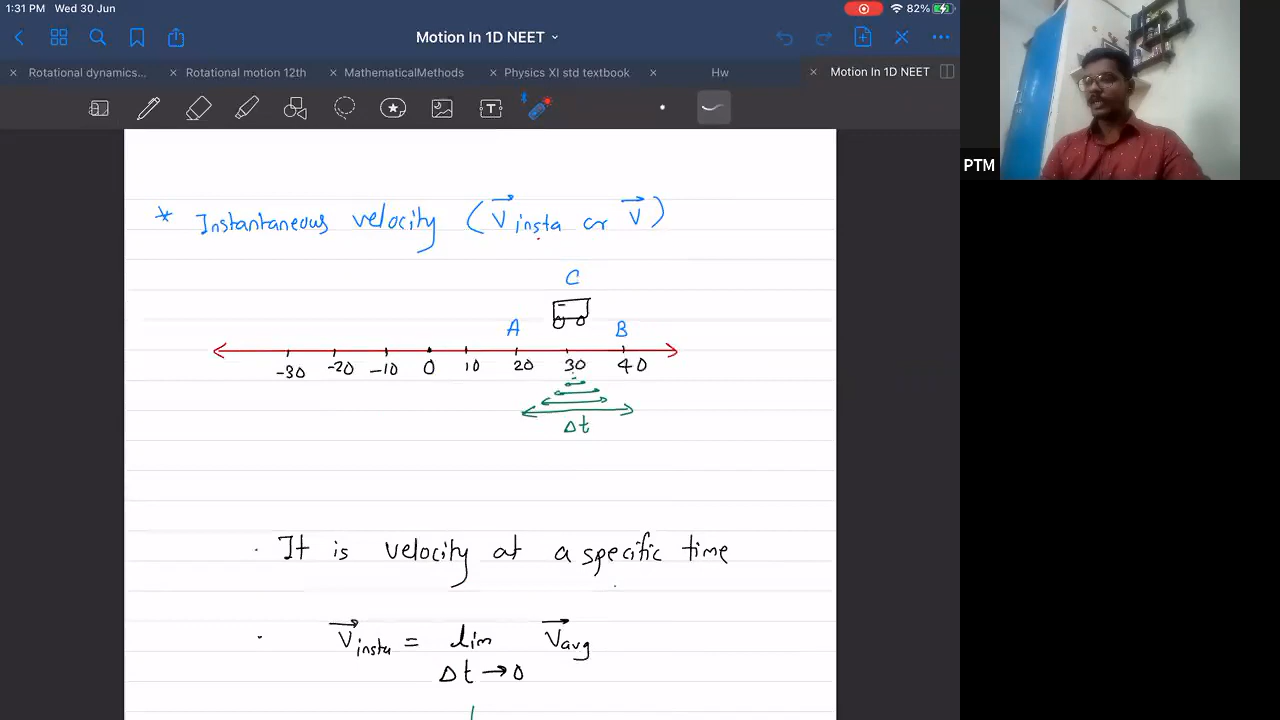 1:31 PM Wed 30 Jun
82%
Motion In 1D NEET
Rotational dynamics...
Rotational motion 12th
MathematicalMethods
Physics XI std textbook
Hw
Motion In 1D NEET
PTM
* Instantaneous velocity (V⃗ insta or V⃗)
C
A B
-30 -20 -10 0 10 20 30 40
Δt
· It is velocity at a specific time
· V⃗insta = lim V⃗avg
Δt → 0